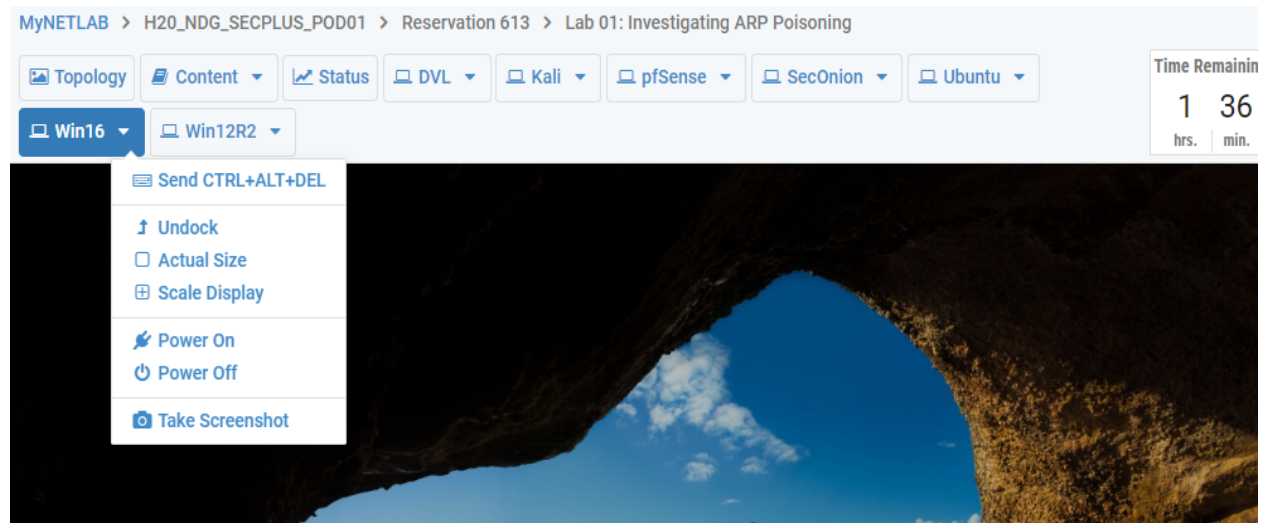 MyNETLAB > H20_NDG_SECPLUS_POD01 > Reservation 613 > Lab 01: Investigating ARP Poisoning
Topology Content Status DVL Kali pfSense SecOnion Ubuntu
Time Remainin
1 36
hrs. min.
Win16 Win12R2
Send CTRL+ALT+DEL
Undock
Actual Size
Scale Display
Power On
Power Off
Take Screenshot